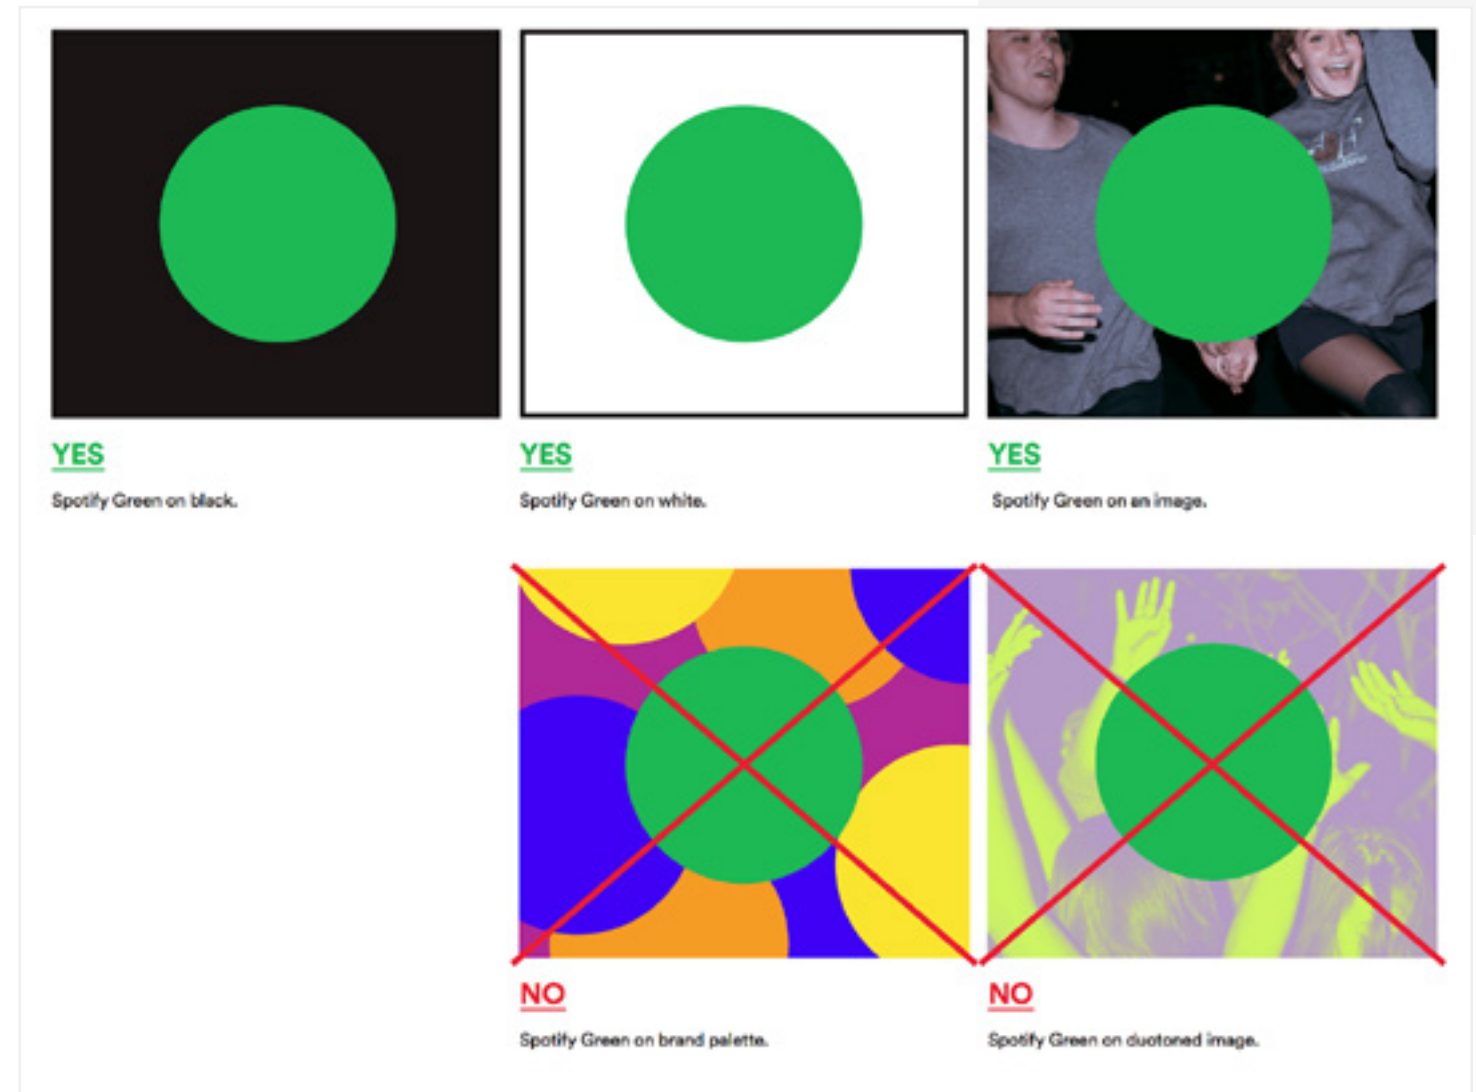 YES
Spotify Green on black.
YES
Spotify Green on white.
YES
Spotify Green on an image.
NO
Spotify Green on brand palette.
NO
Spotify Green on duotoned image.